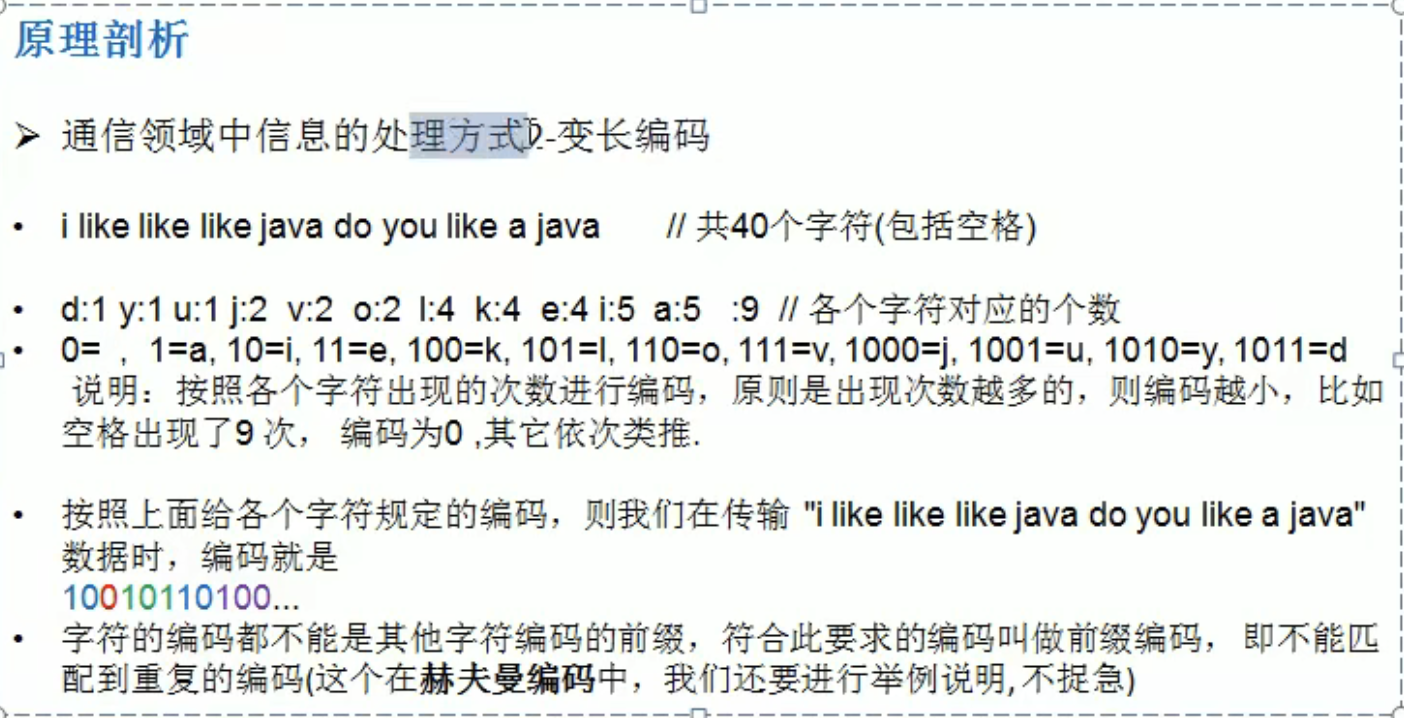 原理剖析
➢ 通信领域中信息的处理方式2-变长编码
• i like like like java do you like a java // 共40个字符(包括空格)
• d:1 y:1 u:1 j:2 v:2 o:2 l:4 k:4 e:4 i:5 a:5 :9 // 各个字符对应的个数
• 0= , 1=a, 10=i, 11=e, 100=k, 101=l, 110=o, 111=v, 1000=j, 1001=u, 1010=y, 1011=d
说明：按照各个字符出现的次数进行编码，原则是出现次数越多的，则编码越小，比如
空格出现了9 次， 编码为0 ,其它依次类推.
• 按照上面给各个字符规定的编码，则我们在传输 "i like like like java do you like a java"
数据时，编码就是
10010110100...
• 字符的编码都不能是其他字符编码的前缀，符合此要求的编码叫做前缀编码， 即不能匹
配到重复的编码(这个在赫夫曼编码中，我们还要进行举例说明,不捉急)